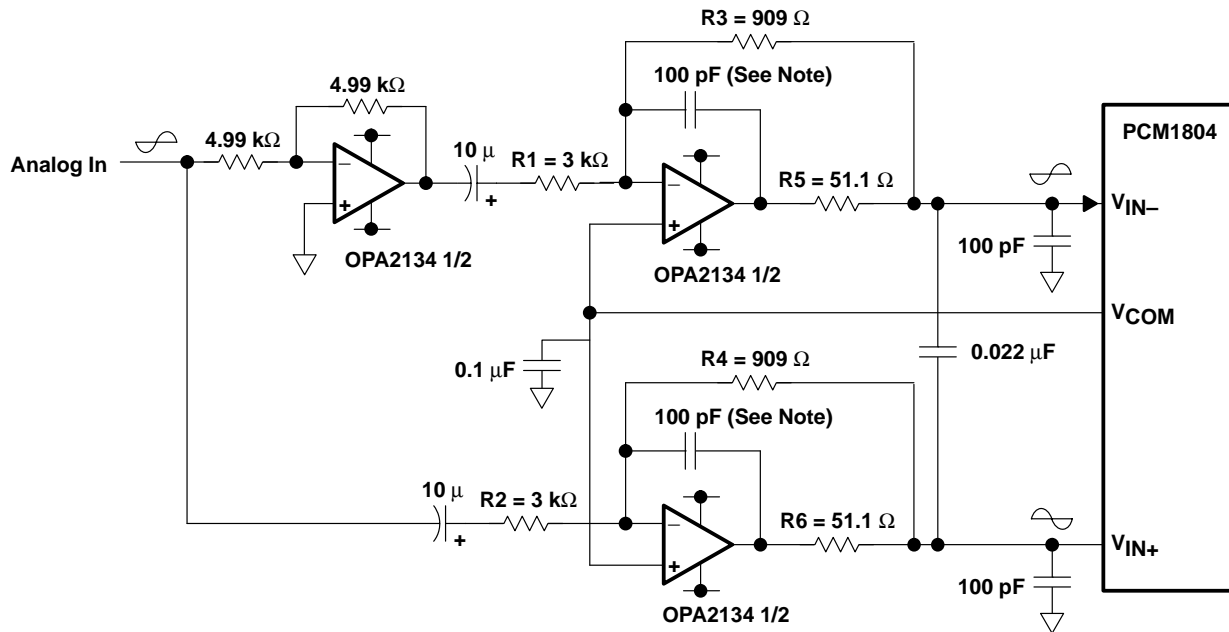 R3 = 909 Ω
100 pF (See Note)
4.99 kΩ
PCM1804
4.99 kΩ
10 μ
R1 = 3 kΩ
Analog In
−
+
+
−
+
R5 = 51.1 Ω
VIN−
100 pF
OPA2134 1/2
OPA2134 1/2
VCOM
0.1 μF
R4 = 909 Ω
0.022 μF
100 pF (See Note)
10 μ
R2 = 3 kΩ
+
−
+
R6 = 51.1 Ω
VIN+
100 pF
OPA2134 1/2